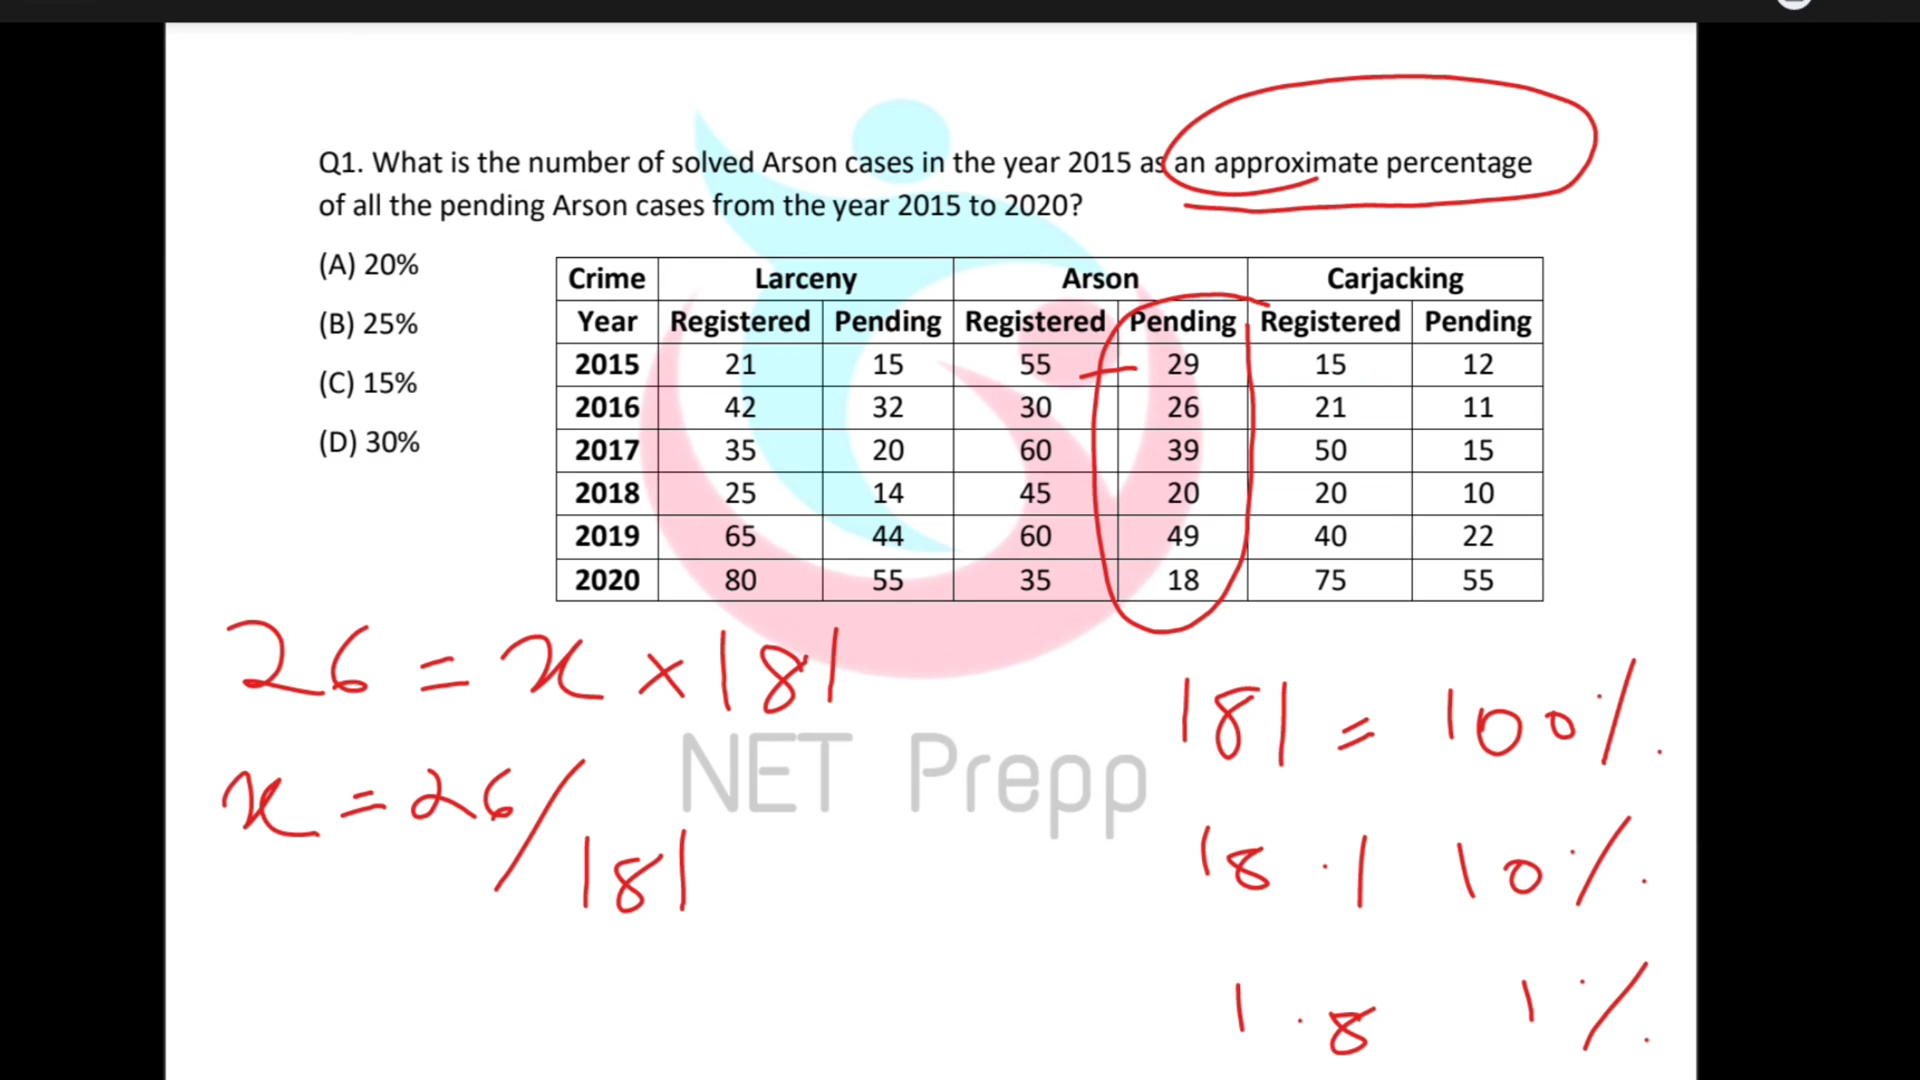 Q1. What is the number of solved Arson cases in the year 2015 as an approximate percentage
of all the pending Arson cases from the year 2015 to 2020?
(A) 20%
(B) 25%
(C) 15%
(D) 30%
Crime Larceny Arson Carjacking
Year Registered Pending Registered Pending Registered Pending
2015 21 15 55 29 15 12
2016 42 32 30 26 21 11
2017 35 20 60 39 50 15
2018 25 14 45 20 20 10
2019 65 44 60 49 40 22
2020 80 55 35 18 75 55
26 = x × 181
x = 26/181
181 = 100%
18.1 10%
1.8 1%
NET Prepp